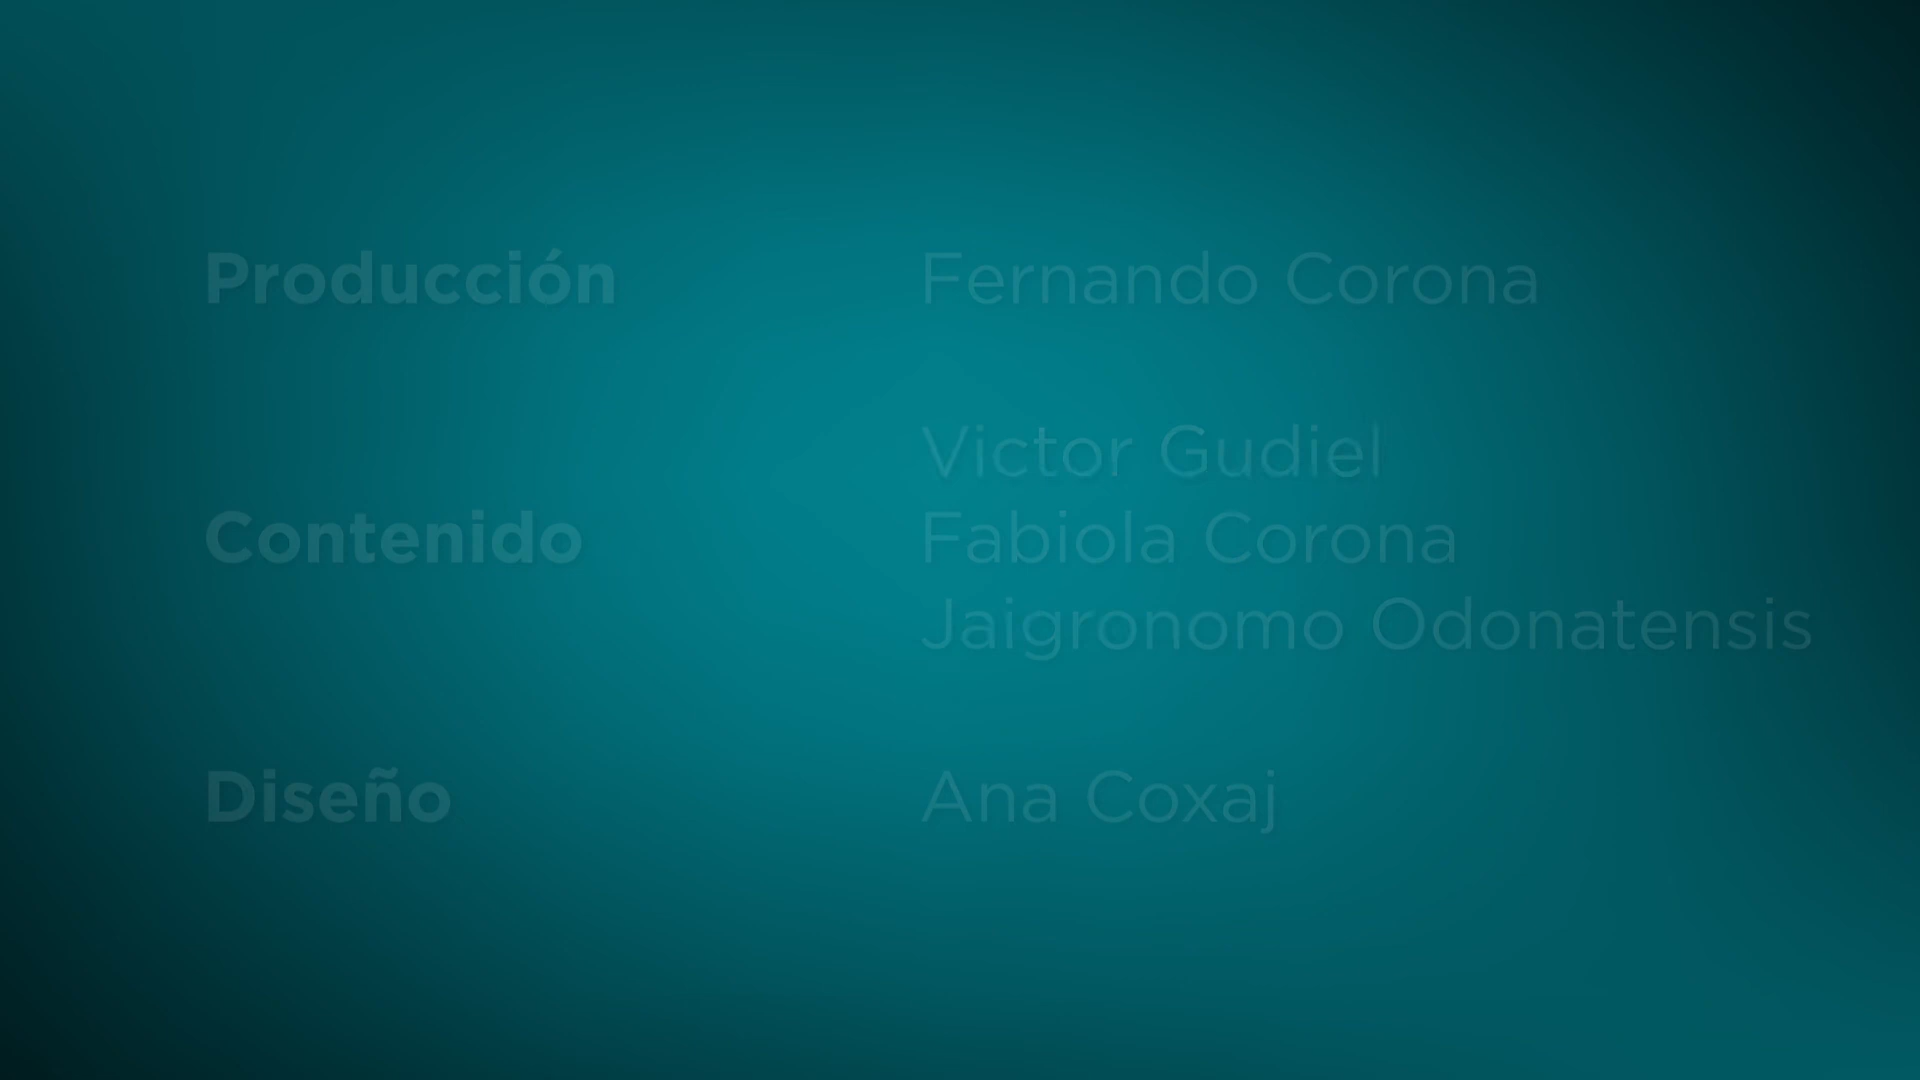 Producción Fernando Corona
Victor Gudiel
Contenido Fabiola Corona
Jaigronomo Odonatensis
Diseño Ana Coxaj